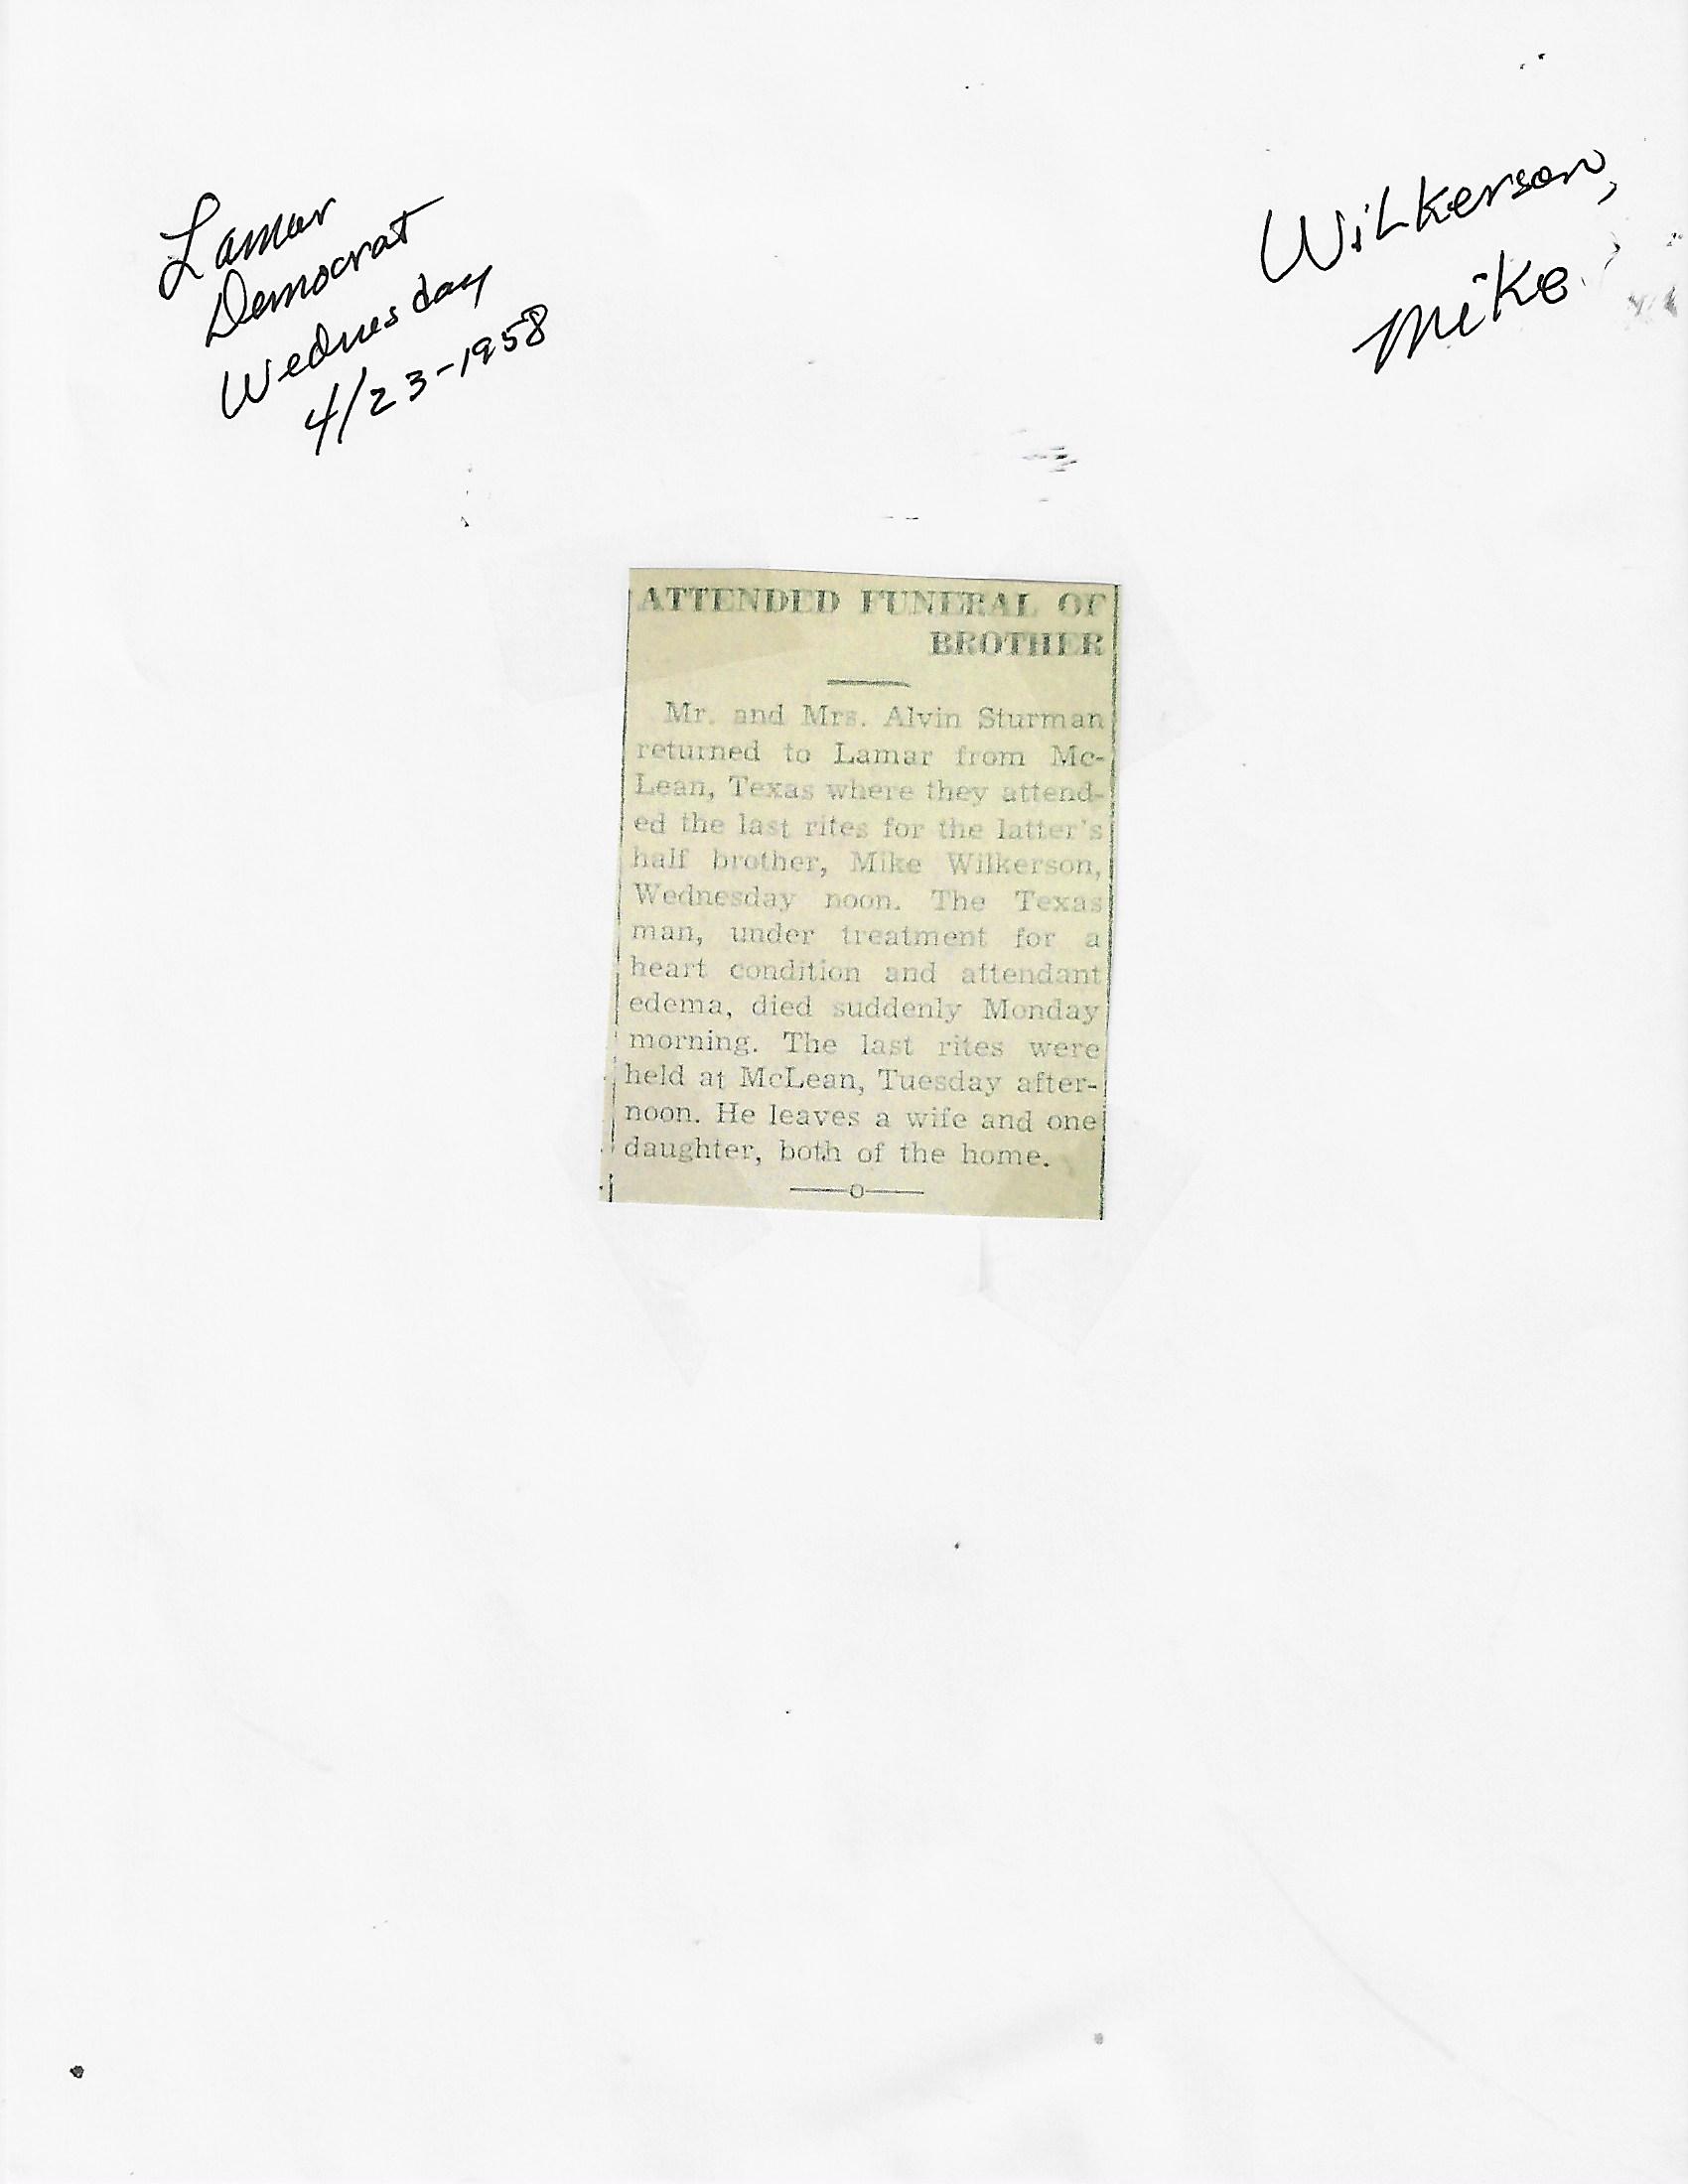 Lamar
Democrat
Wednesday
4/23-1958
Wilkerson,
Mike
ATTENDED FUNERAL OF
BROTHER
Mr. and Mrs. Alvin Sturman
returned to Lamar from Mc-
Lean, Texas where they attend-
ed the last rites for the latter's
half brother, Mike Wilkerson,
Wednesday noon. The Texas
man, under treatment for a
heart condition and attendant
edema, died suddenly Monday
morning. The last rites were
held at McLean, Tuesday after-
noon. He leaves a wife and one
daughter, both of the home.